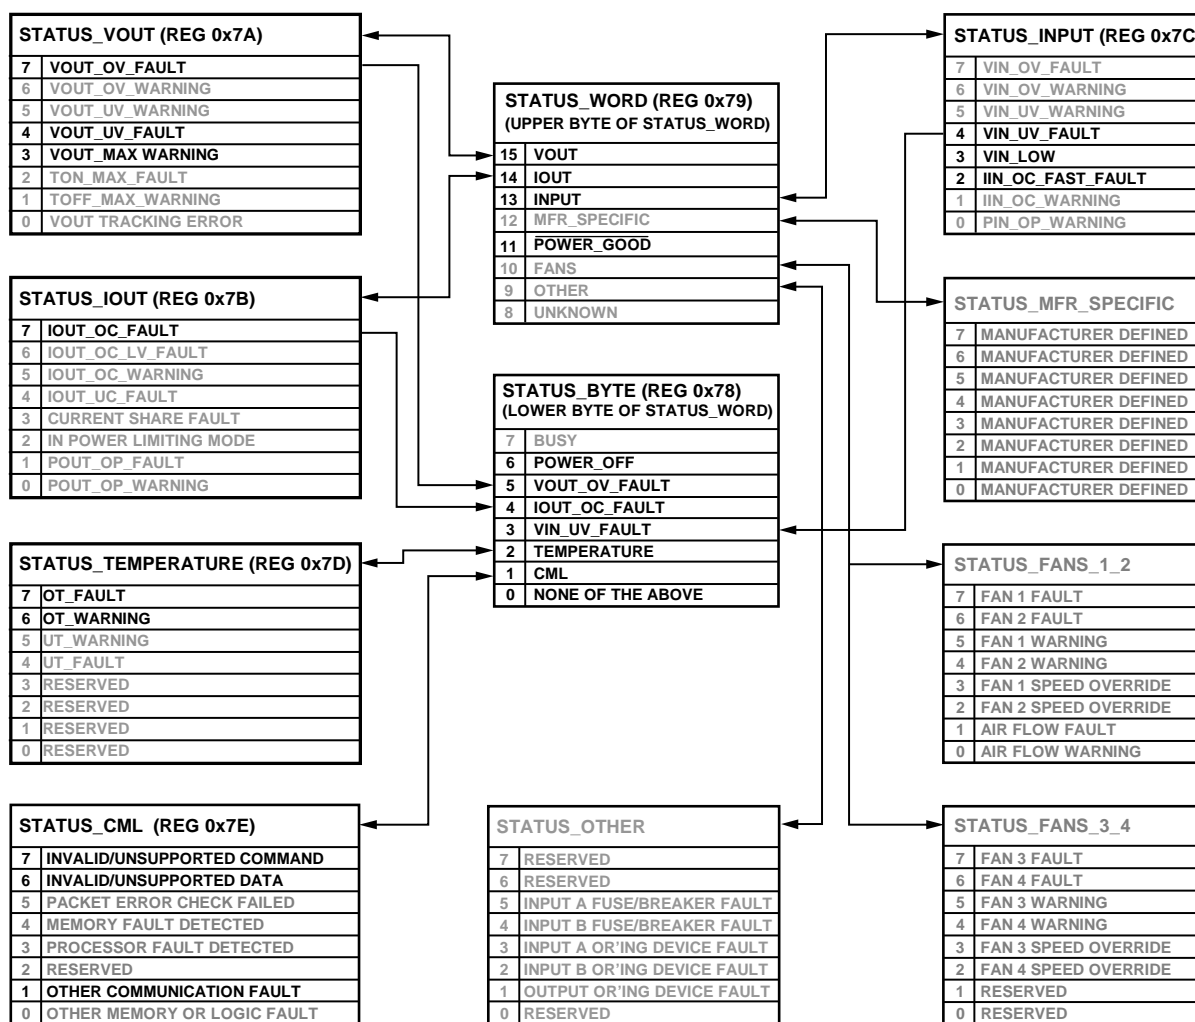 STATUS_VOUT (REG 0x7A)
7 VOUT_OV_FAULT
6 VOUT_OV_WARNING
5 VOUT_UV_WARNING
4 VOUT_UV_FAULT
3 VOUT_MAX WARNING
2 TON_MAX_FAULT
1 TOFF_MAX_WARNING
0 VOUT TRACKING ERROR
STATUS_IOUT (REG 0x7B)
7 IOUT_OC_FAULT
6 IOUT_OC_LV_FAULT
5 IOUT_OC_WARNING
4 IOUT_UC_FAULT
3 CURRENT SHARE FAULT
2 IN POWER LIMITING MODE
1 POUT_OP_FAULT
0 POUT_OP_WARNING
STATUS_TEMPERATURE (REG 0x7D)
7 OT_FAULT
6 OT_WARNING
5 UT_WARNING
4 UT_FAULT
3 RESERVED
2 RESERVED
1 RESERVED
0 RESERVED
STATUS_CML (REG 0x7E)
7 INVALID/UNSUPPORTED COMMAND
6 INVALID/UNSUPPORTED DATA
5 PACKET ERROR CHECK FAILED
4 MEMORY FAULT DETECTED
3 PROCESSOR FAULT DETECTED
2 RESERVED
1 OTHER COMMUNICATION FAULT
0 OTHER MEMORY OR LOGIC FAULT
STATUS_WORD (REG 0x79)
(UPPER BYTE OF STATUS_WORD)
15 VOUT
14 IOUT
13 INPUT
12 MFR_SPECIFIC
11 POWER_GOOD
10 FANS
9 OTHER
8 UNKNOWN
STATUS_BYTE (REG 0x78)
(LOWER BYTE OF STATUS_WORD)
7 BUSY
6 POWER_OFF
5 VOUT_OV_FAULT
4 IOUT_OC_FAULT
3 VIN_UV_FAULT
2 TEMPERATURE
1 CML
0 NONE OF THE ABOVE
STATUS_OTHER
7 RESERVED
6 RESERVED
5 INPUT A FUSE/BREAKER FAULT
4 INPUT B FUSE/BREAKER FAULT
3 INPUT A OR’ING DEVICE FAULT
2 INPUT B OR’ING DEVICE FAULT
1 OUTPUT OR’ING DEVICE FAULT
0 RESERVED
STATUS_INPUT (REG 0x7C
7 VIN_OV_FAULT
6 VIN_OV_WARNING
5 VIN_UV_WARNING
4 VIN_UV_FAULT
3 VIN_LOW
2 IIN_OC_FAST_FAULT
1 IIN_OC_WARNING
0 PIN_OP_WARNING
STATUS_MFR_SPECIFIC
7 MANUFACTURER DEFINED
6 MANUFACTURER DEFINED
5 MANUFACTURER DEFINED
4 MANUFACTURER DEFINED
3 MANUFACTURER DEFINED
2 MANUFACTURER DEFINED
1 MANUFACTURER DEFINED
0 MANUFACTURER DEFINED
STATUS_FANS_1_2
7 FAN 1 FAULT
6 FAN 2 FAULT
5 FAN 1 WARNING
4 FAN 2 WARNING
3 FAN 1 SPEED OVERRIDE
2 FAN 2 SPEED OVERRIDE
1 AIR FLOW FAULT
0 AIR FLOW WARNING
STATUS_FANS_3_4
7 FAN 3 FAULT
6 FAN 4 FAULT
5 FAN 3 WARNING
4 FAN 4 WARNING
3 FAN 3 SPEED OVERRIDE
2 FAN 4 SPEED OVERRIDE
1 RESERVED
0 RESERVED